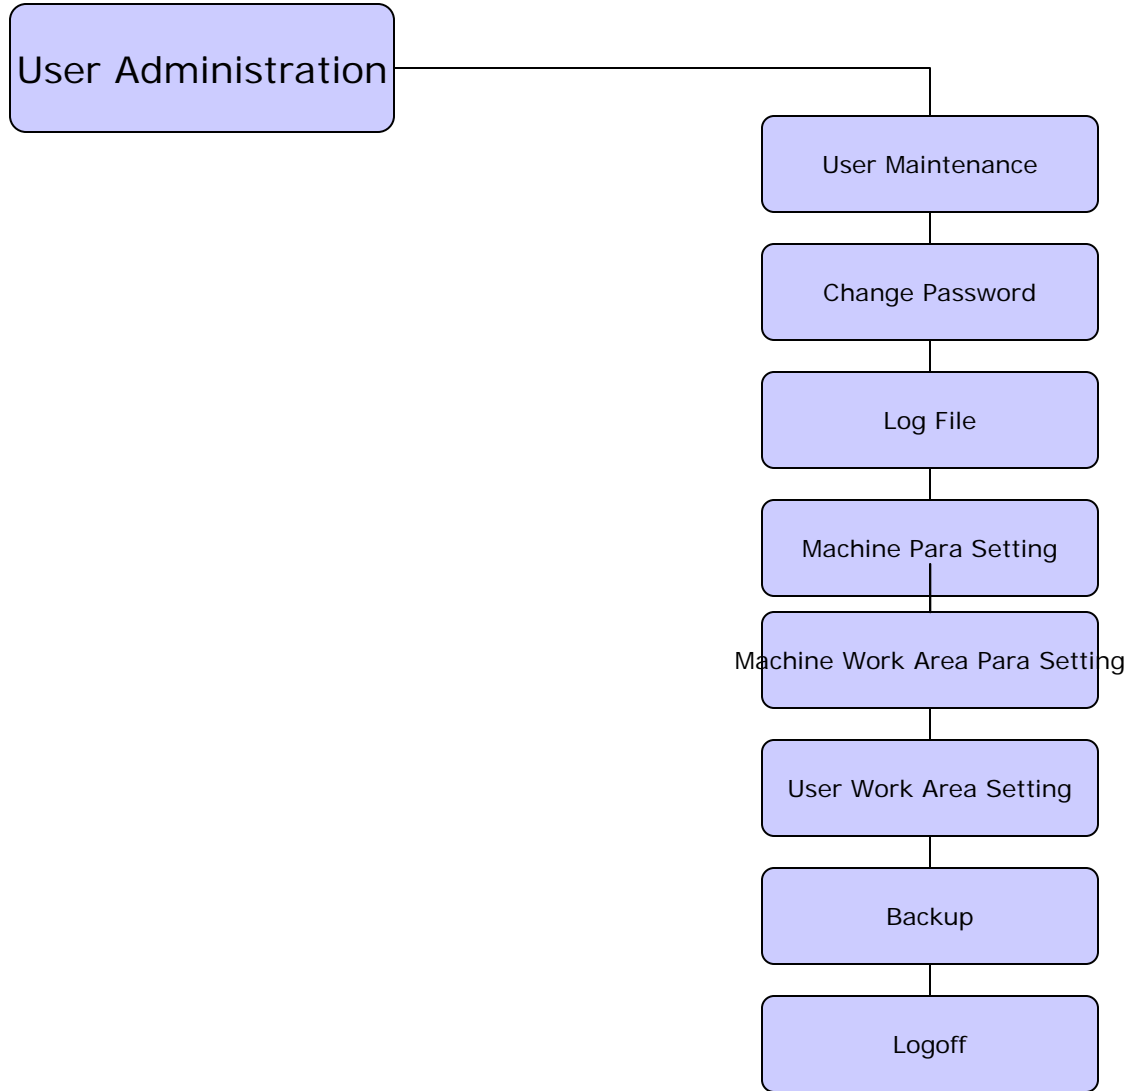 User Administration
User Maintenance
Change Password
Log File
Machine Para Setting
Machine Work Area Para Setting
User Work Area Setting
Backup
Logoff